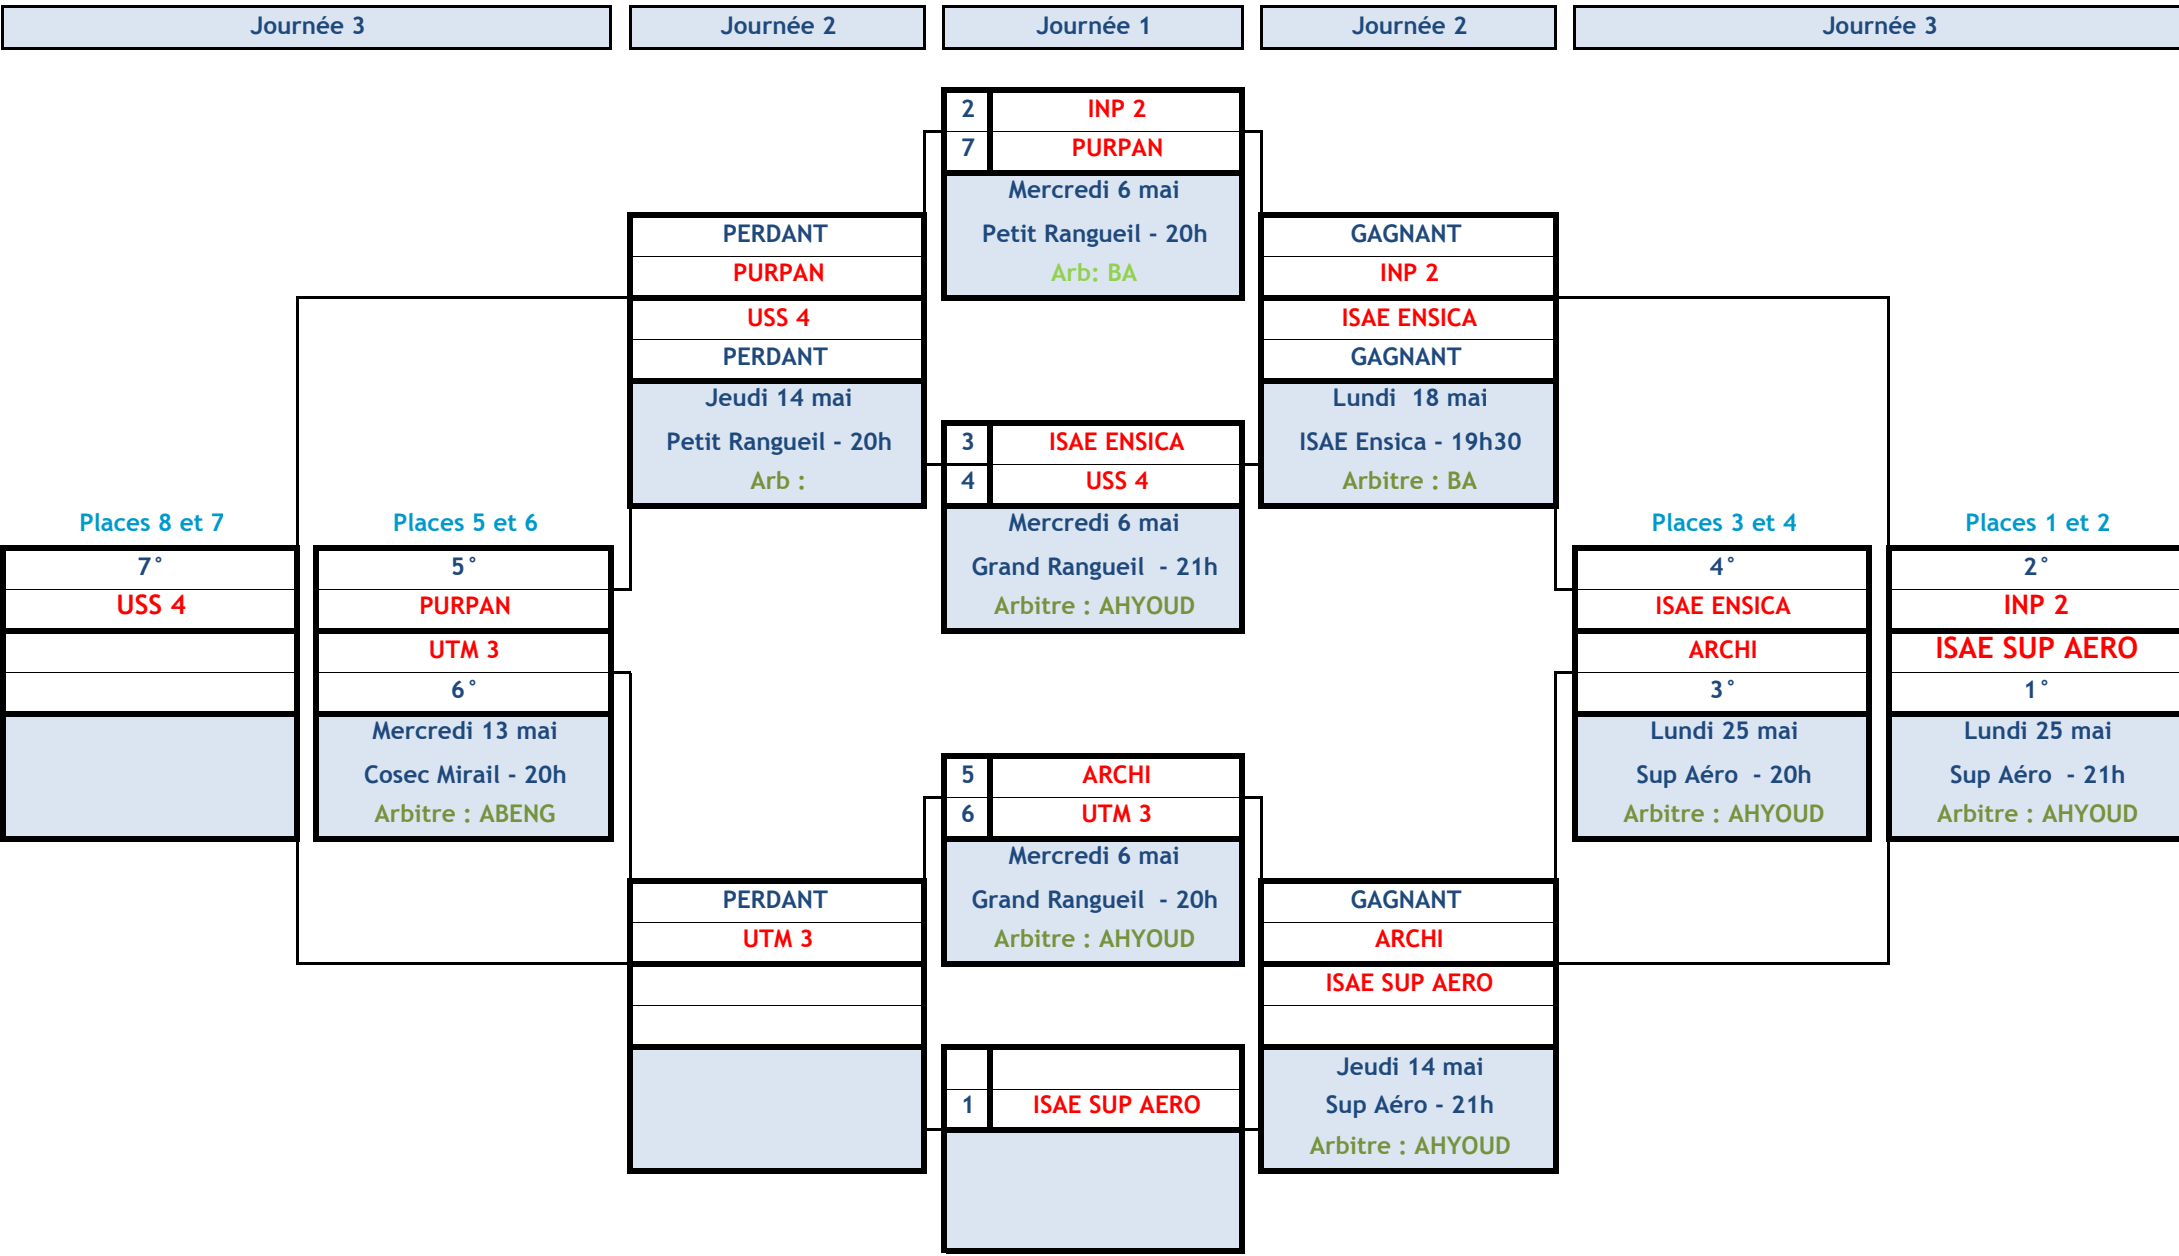 Journée 3
Journée 2
Journée 1
Journée 2
Journée 3
2 INP 2
7 PURPAN
Mercredi 6 mai
Petit Rangueil - 20h
Arb: BA
PERDANT
PURPAN
USS 4
PERDANT
Jeudi 14 mai
Petit Rangueil - 20h
Arb :
GAGNANT
INP 2
ISAE ENSICA
GAGNANT
Lundi 18 mai
ISAE Ensica - 19h30
Arbitre : BA
3 ISAE ENSICA
4 USS 4
Mercredi 6 mai
Grand Rangueil - 21h
Arbitre : AHYOUD
Places 8 et 7
7°
USS 4
Places 5 et 6
5°
PURPAN
UTM 3
6°
Mercredi 13 mai
Cosec Mirail - 20h
Arbitre : ABENG
Places 3 et 4
4°
ISAE ENSICA
ARCHI
3°
Lundi 25 mai
Sup Aéro - 20h
Arbitre : AHYOUD
Places 1 et 2
2°
INP 2
ISAE SUP AERO
1°
Lundi 25 mai
Sup Aéro - 21h
Arbitre : AHYOUD
5 ARCHI
6 UTM 3
Mercredi 6 mai
Grand Rangueil - 20h
Arbitre : AHYOUD
PERDANT
UTM 3
GAGNANT
ARCHI
ISAE SUP AERO
Jeudi 14 mai
Sup Aéro - 21h
Arbitre : AHYOUD
1 ISAE SUP AERO